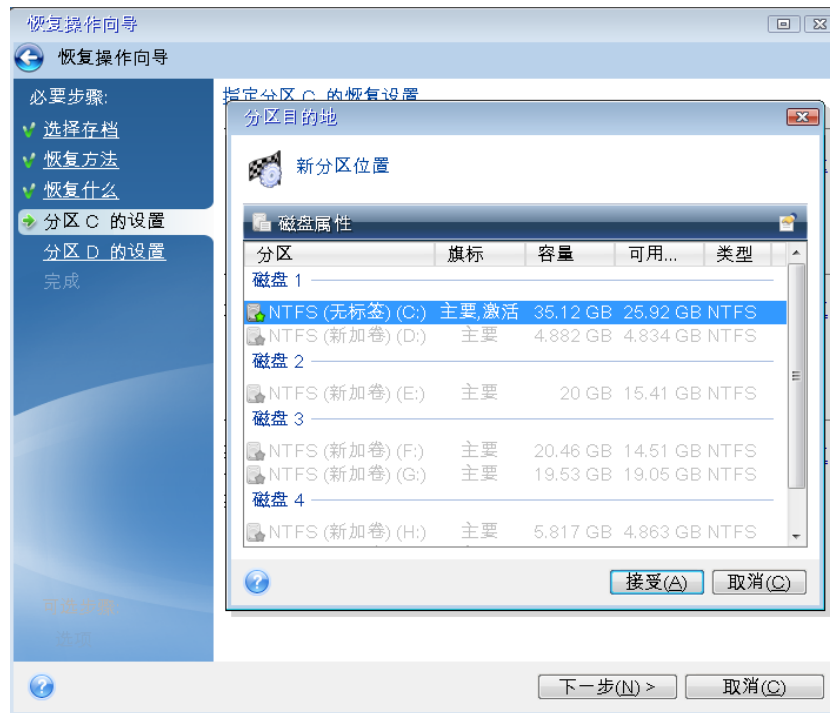 恢复操作向导
恢复操作向导
必要步骤:
选择存档
恢复方法
恢复什么
分区 C 的设置
分区 D 的设置
完成
指定分区 C 的恢复设置
分区目的地
新分区位置
磁盘属性
分区 旗标 容量 可用... 类型
磁盘 1
NTFS (无标签) (C:) 主要,激活 35.12 GB 25.92 GB NTFS
NTFS (新加卷) (D:) 主要 4.882 GB 4.834 GB NTFS
磁盘 2
NTFS (新加卷) (E:) 主要 20 GB 15.41 GB NTFS
磁盘 3
NTFS (新加卷) (F:) 主要 20.46 GB 14.51 GB NTFS
NTFS (新加卷) (G:) 主要 19.53 GB 19.05 GB NTFS
磁盘 4
NTFS (新加卷) (H:) 主要 5.817 GB 4.863 GB NTFS
接受(A) 取消(C)
可选步骤:
选项
下一步(N) > 取消(C)